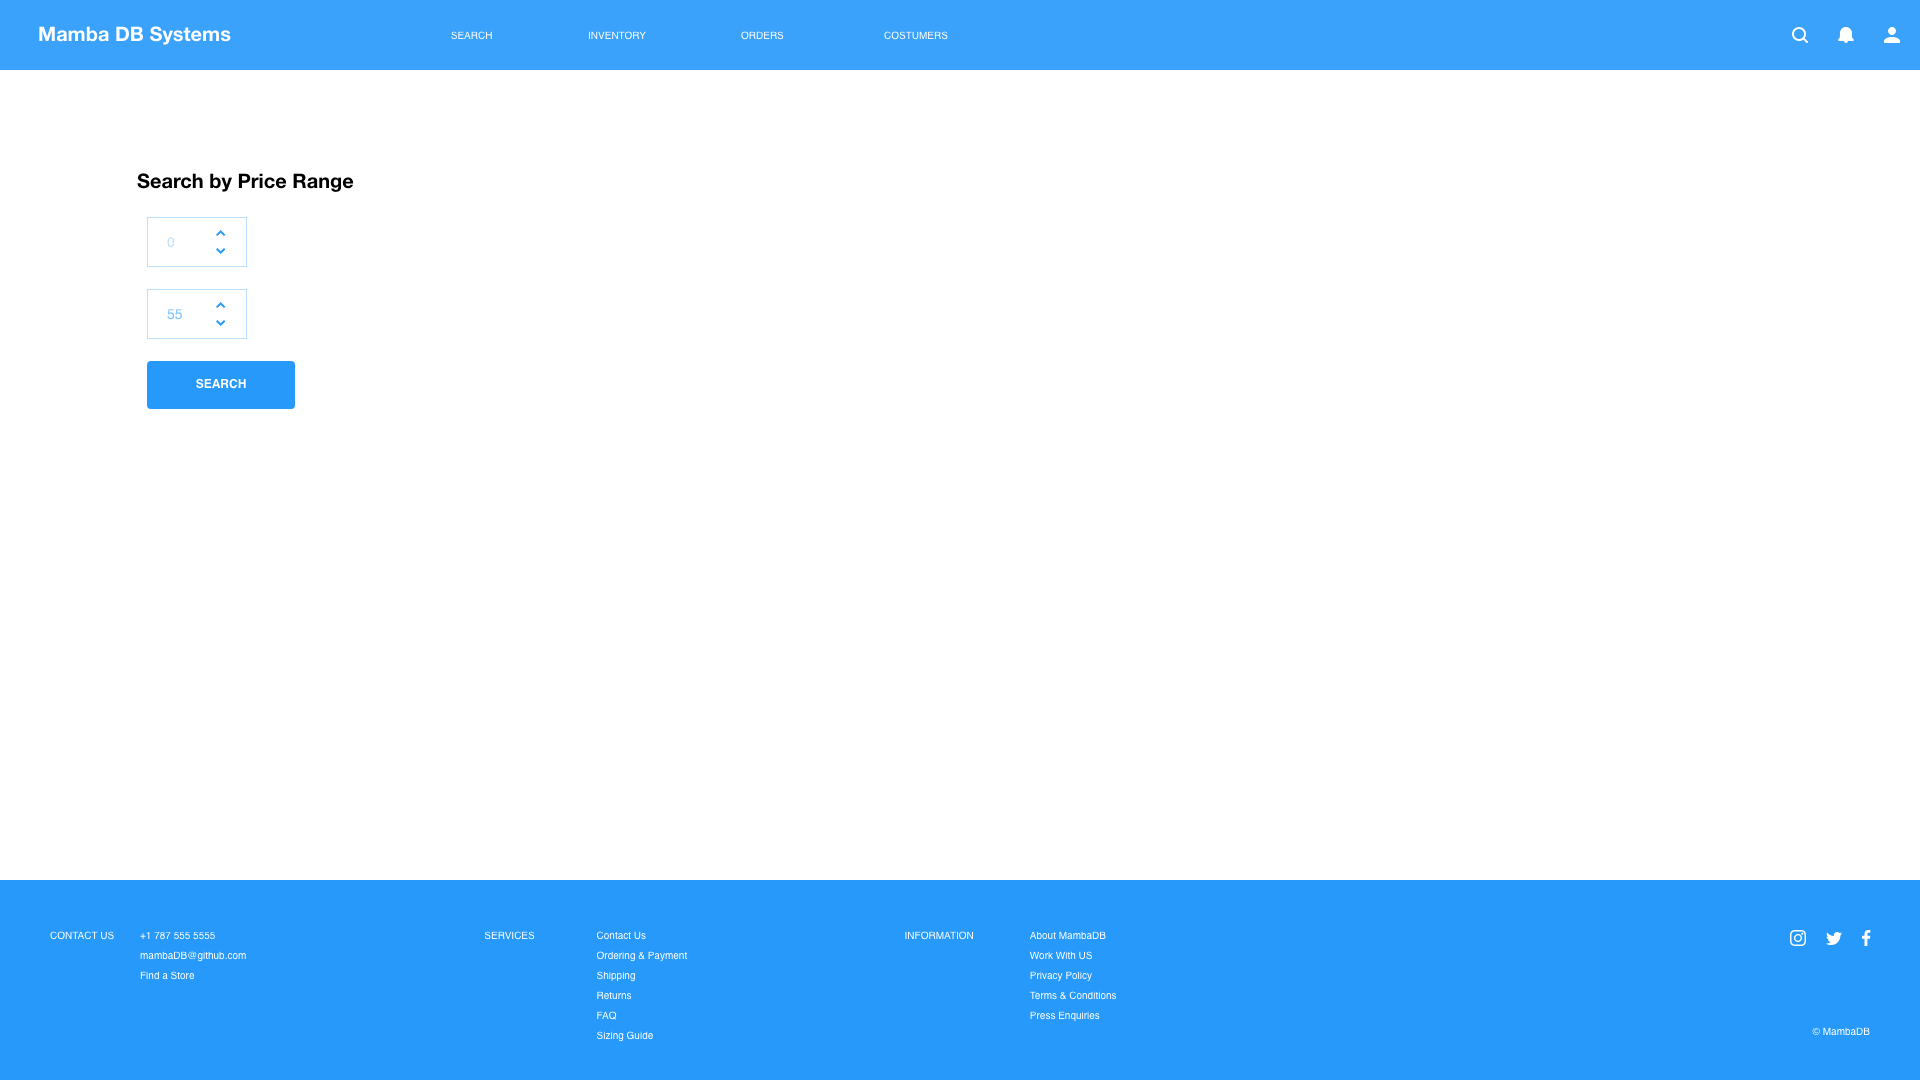 Mamba DB Systems
SEARCH
INVENTORY
ORDERS
COSTUMERS
Search by Price Range
0
55
SEARCH
CONTACT US
+1 787 555 5555
mambaDB@github.com
Find a Store
SERVICES
Contact Us
Ordering & Payment
Shipping
Returns
FAQ
Sizing Guide
INFORMATION
About MambaDB
Work With US
Privacy Policy
Terms & Conditions
Press Enquiries
© MambaDB